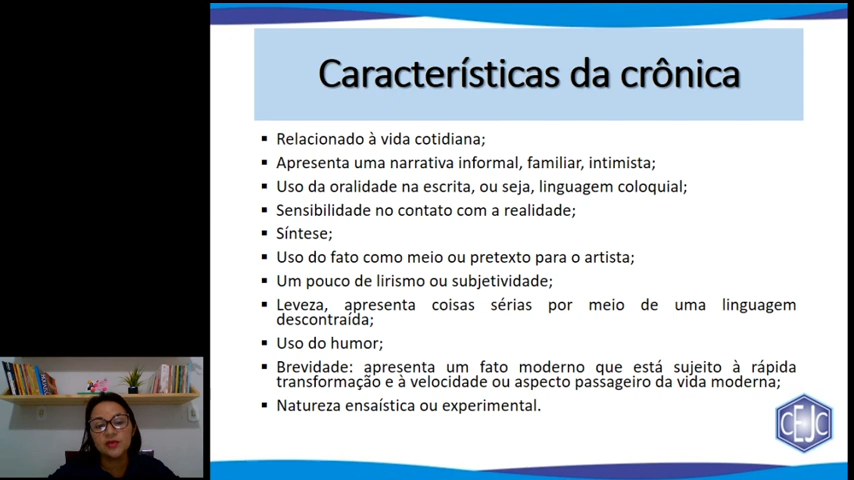 Características da crônica
▪ Relacionado à vida cotidiana;
▪ Apresenta uma narrativa informal, familiar, intimista;
▪ Uso da oralidade na escrita, ou seja, linguagem coloquial;
▪ Sensibilidade no contato com a realidade;
▪ Síntese;
▪ Uso do fato como meio ou pretexto para o artista;
▪ Um pouco de lirismo ou subjetividade;
▪ Leveza, apresenta coisas sérias por meio de uma linguagem
descontraída;
▪ Uso do humor;
▪ Brevidade: apresenta um fato moderno que está sujeito à rápida
transformação e à velocidade ou aspecto passageiro da vida moderna;
▪ Natureza ensaística ou experimental.
CEJC